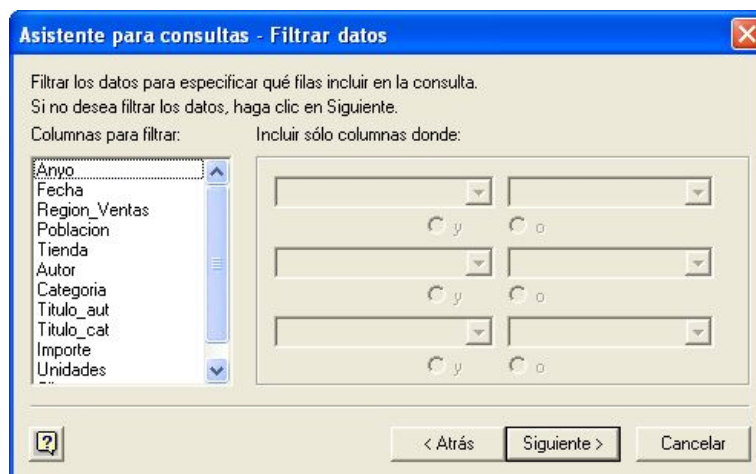 Asistente para consultas - Filtrar datos
Filtrar los datos para especificar qué filas incluir en la consulta.
Si no desea filtrar los datos, haga clic en Siguiente.
Columnas para filtrar:
Incluir sólo columnas donde:
Anyo
Fecha
Region_Ventas
Poblacion
Tienda
Autor
Categoria
Titulo_aut
Titulo_cat
Importe
Unidades
y o
y o
y o
?
< Atrás
Siguiente >
Cancelar